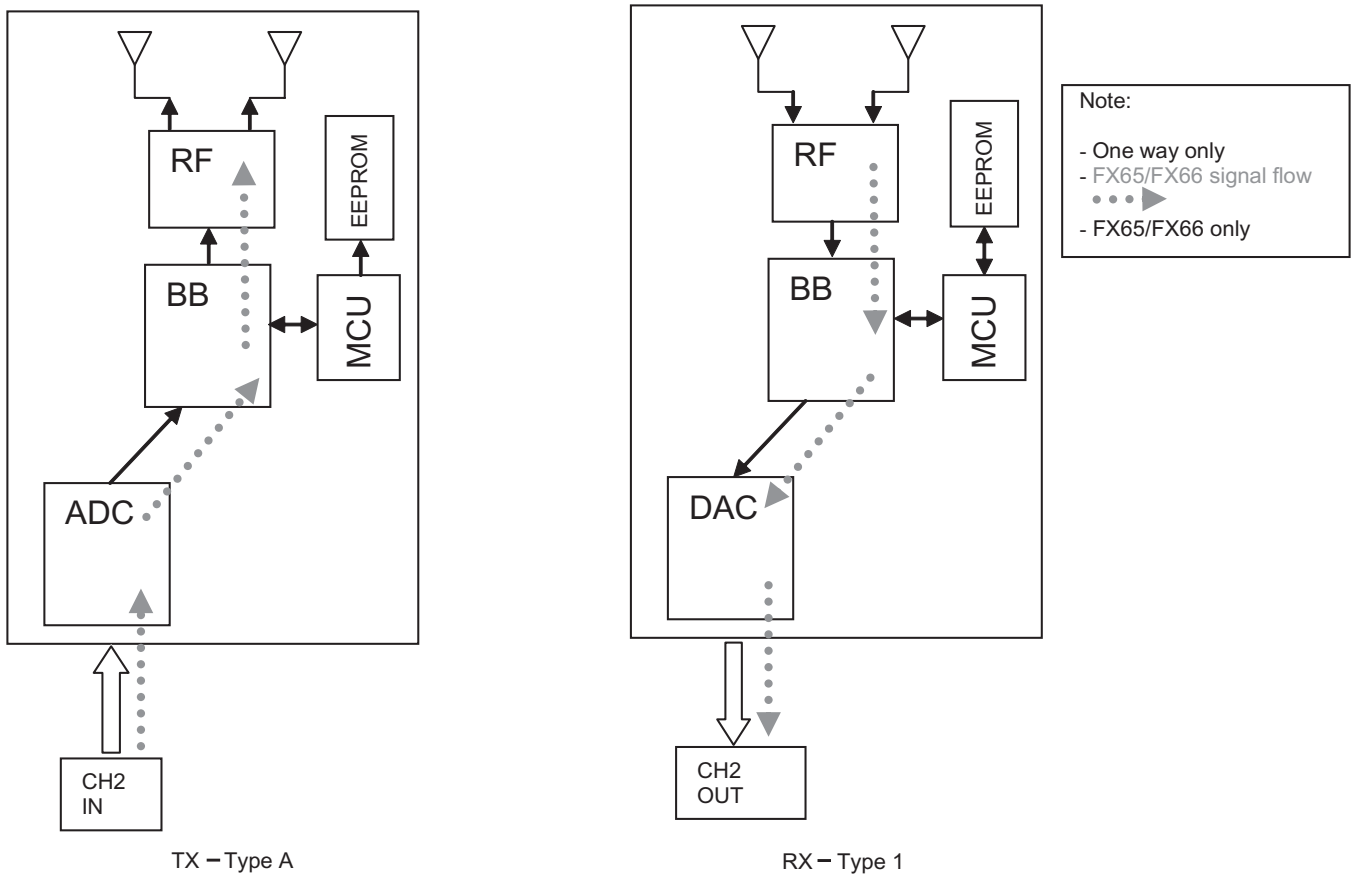 RF
EEPROM
BB
MCU
ADC
CH2
IN
TX – Type A
RF
EEPROM
BB
MCU
DAC
CH2
OUT
RX – Type 1
Note:
- One way only
- FX65/FX66 signal flow
- FX65/FX66 only